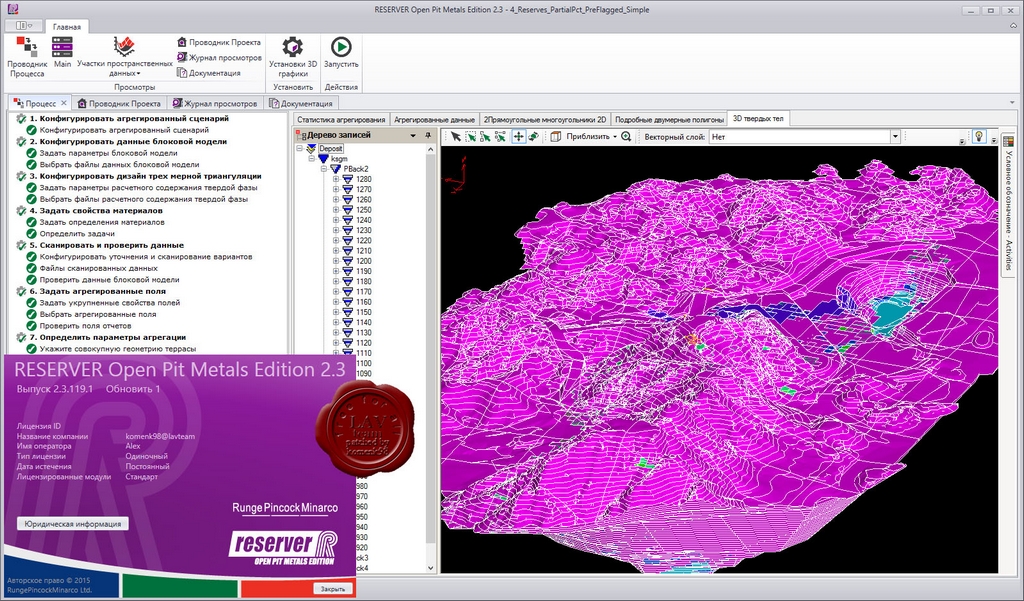 RESERVER Open Pit Metals Edition 2.3 - 4_Reserves_PartialPct_PreFlagged_Simple
Главная
Проводник Процесса
Main
Участки пространственных данных
Проводник Проекта
Журнал просмотров
Документация
Просмотры
Установки 3D графики
Установить
Запустить
Действия
Процесс
Проводник Проекта
Журнал просмотров
Документация
1. Конфигурировать агрегированный сценарий
Конфигурировать агрегированный сценарий
2. Конфигурировать данные блоковой модели
Задать параметры блоковой модели
Выбрать файлы данных блоковой модели
3. Конфигурировать дизайн трех мерной триангуляции
Задать параметры расчетного содержания твердой фазы
Выбрать файлы расчетного содержания твердой фазы
4. Задать свойства материалов
Задать определения материалов
Определить задачи
5. Сканировать и проверить данные
Конфигурировать уточнения и сканирование вариантов
Файлы сканированных данных
Проверить данные блоковой модели
6. Задать агрегированные поля
Задать укрупненные свойства полей
Выбрать агрегированные поля
Проверить поля отчетов
7. Определить параметры агрегации
Укажите совокупную геометрию террасы
Статистика агрегирования
Агрегированные данные
2Прямоугольные многоугольники 2D
Подробные двумерные полигоны
3D твердых тел
Дерево записей
Deposit
ksgm
PBack2
1280
1270
1260
1250
1240
1230
1220
1210
1200
1190
1180
1170
1160
1150
1140
1130
1120
1110
1100
1090
980
970
960
950
940
930
920
ck3
ck4
Приблизить
Векторный слой:
Нет
Условное обозначение - Activities
RESERVER Open Pit Metals Edition 2.3
Выпуск 2.3.119.1 Обновить 1
Лицензия ID
Название компании komenk98@lavteam
Имя оператора Alex
Тип лицензии Одиночный
Дата истечения Постоянный
Лицензированные модули Стандарт
LAV
team
patched by
komenk98
Юридическая информация
RungePincockMinarco
reserver
OPEN PIT METALS EDITION
Авторское право © 2015
RungePincockMinarco Ltd.
Закрыть